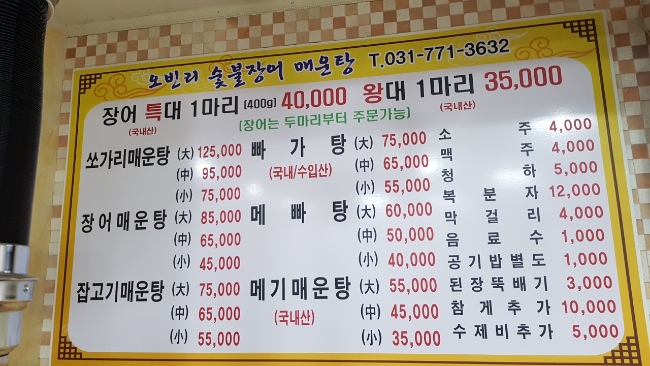 오빈리 숯불장어 매운탕 T.031-771-3632
장어 특대 1마리 (400g) 40,000 왕대 1마리 35,000
(국내산) (국내산)
[장어는 두마리부터 주문가능]
쏘가리매운탕 (大) 125,000
(中) 95,000
(小) 75,000
장어매운탕 (大) 85,000
(中) 65,000
(小) 45,000
잡고기매운탕 (大) 75,000
(中) 65,000
(小) 55,000
빠가탕 (大) 75,000
(국내/수입산) (中) 65,000
(小) 55,000
메빠탕 (大) 60,000
(中) 50,000
(小) 40,000
메기매운탕 (大) 55,000
(국내산) (中) 45,000
(小) 35,000
소주 4,000
맥주 4,000
청하 5,000
복분자 12,000
막걸리 4,000
음료수 1,000
공기밥별도 1,000
된장뚝배기 3,000
참게추가 10,000
수제비추가 5,000